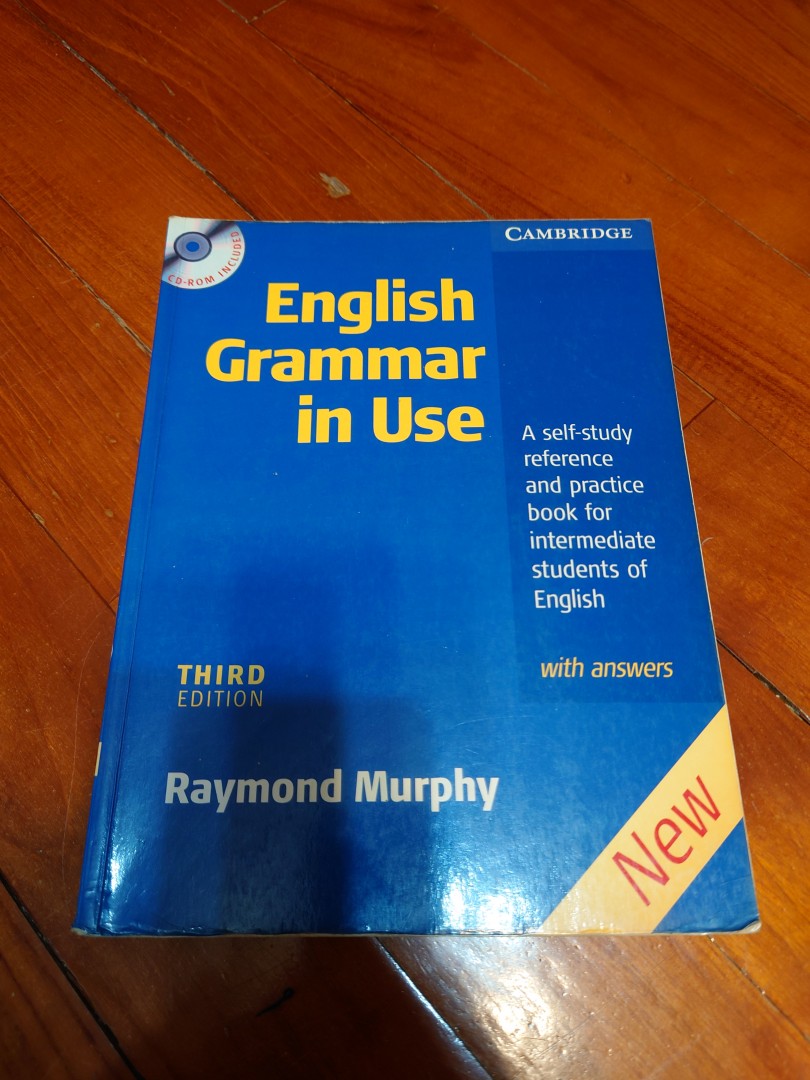 CD-ROM INCLUDED
CAMBRIDGE
English
Grammar
in Use
A self-study
reference
and practice
book for
intermediate
students of
English
with answers
THIRD
EDITION
Raymond Murphy
New